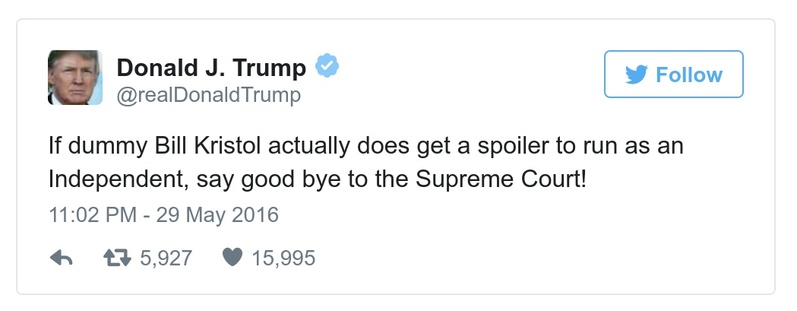 Donald J. Trump
Follow
@realDonaldTrump
If dummy Bill Kristol actually does get a spoiler to run as an
Independent, say good bye to the Supreme Court!
11:02 PM - 29 May 2016
5,927 15,995